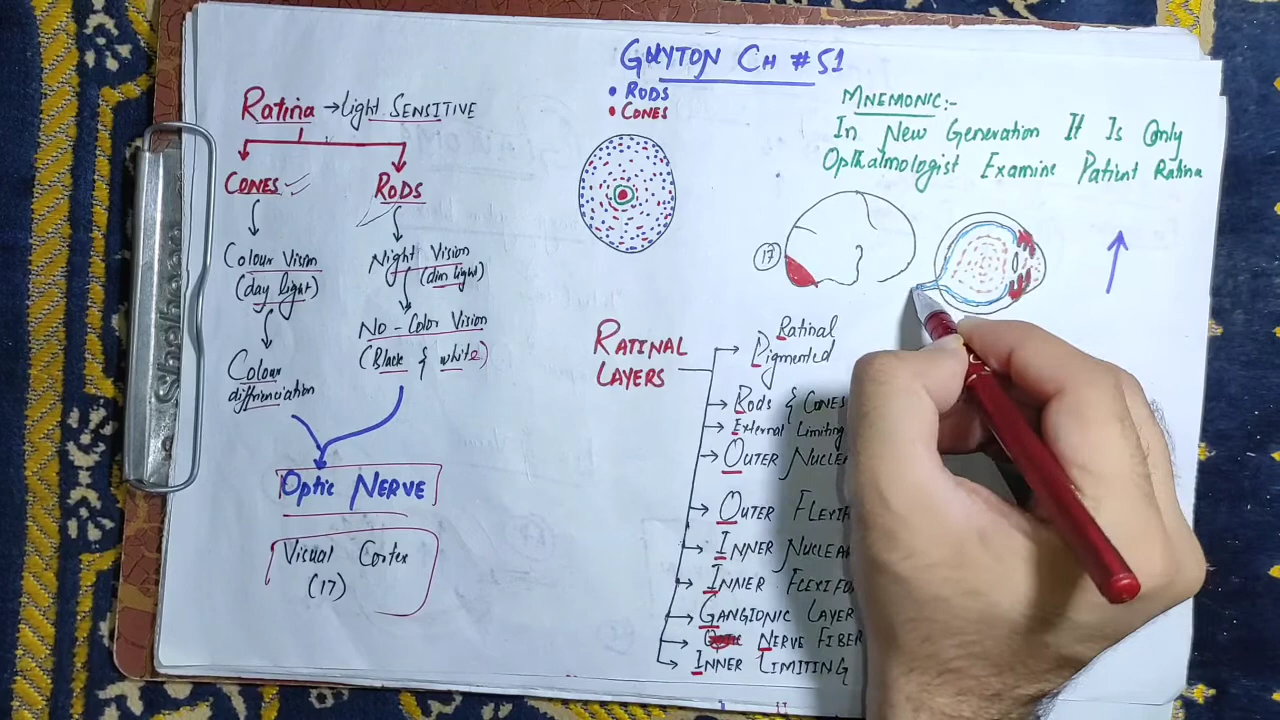 GUYTON CH # 51
• RODS
• CONES
Ratina → Light SENSITIVE
CONES
RODS
Colour Vision
(day light)
Colour
diffrinciation
Night Vision
(dim light)
No - Color Vision
(Black & white)
Optic NERVE
Visual Cortex
(17)
MNEMONIC:-
In New Generation It Is Only
Opthalmologist Examine Patient Ratina
17
RATINAL
LAYERS
Ratinal
Pigmented
Rods & CONES
External Limiting
OUTER NUCLEA
OUTER FLEXIF
INNER NUCLEAR
INNER FLEXIFO
GANGIONIC LAYER
NERVE FIBER
INNER LIMITING